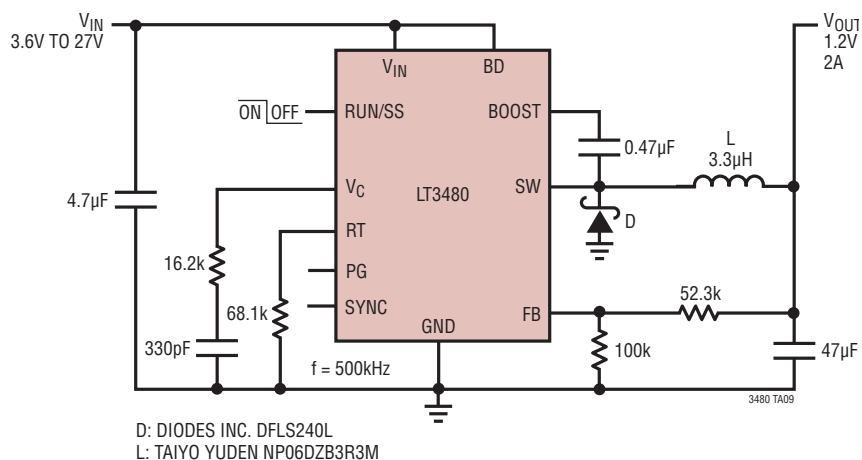 VIN
3.6V TO 27V
VOUT
1.2V
2A
VIN
BD
ON OFF
RUN/SS
BOOST
L
3.3µH
0.47µF
4.7µF
VC
LT3480
SW
D
RT
16.2k
PG
68.1k
SYNC
FB
52.3k
GND
330pF
f = 500kHz
100k
47µF
3480 TA09
D: DIODES INC. DFLS240L
L: TAIYO YUDEN NP06DZB3R3M